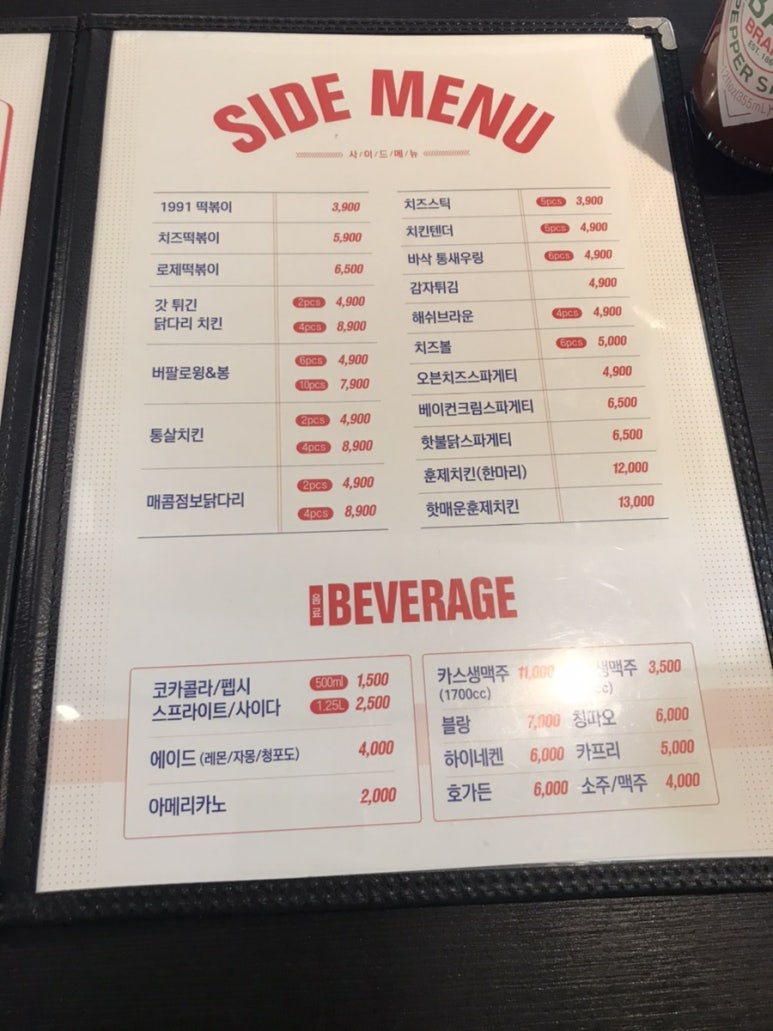 SIDE MENU
사/이/드/메/뉴
1991 떡볶이 3,900
치즈떡볶이 5,900
로제떡볶이 6,500
갓 튀긴
닭다리 치킨
2pcs 4,900
4pcs 8,900
버팔로윙&봉
6pcs 4,900
10pcs 7,900
통살치킨
2pcs 4,900
4pcs 8,900
매콤점보닭다리
2pcs 4,900
4pcs 8,900
치즈스틱 5pcs 3,900
치킨텐더 5pcs 4,900
바삭 통새우링 6pcs 4,900
감자튀김 4,900
해쉬브라운 4pcs 4,900
치즈볼 6pcs 5,000
오븐치즈스파게티 4,900
베이컨크림스파게티 6,500
핫불닭스파게티 6,500
훈제치킨(한마리) 12,000
핫매운훈제치킨 13,000
음료 BEVERAGE
코카콜라/펩시 500ml 1,500
스프라이트/사이다 1.25L 2,500
에이드 (레몬/자몽/청포도) 4,000
아메리카노 2,000
카스생맥주 11,000
(1700cc)
생맥주 3,500
cc)
블랑 7,000 칭따오 6,000
하이네켄 6,000 카프리 5,000
호가든 6,000 소주/맥주 4,000
EST. 186
PEPPER SA
(355mL)